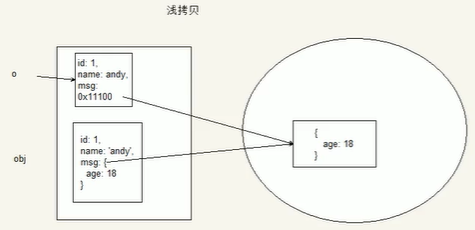 浅拷贝
o
id: 1,
name: andy,
msg:
0x11100
obj
id: 1,
name: 'andy',
msg: {
age: 18
}
{
age: 18
}